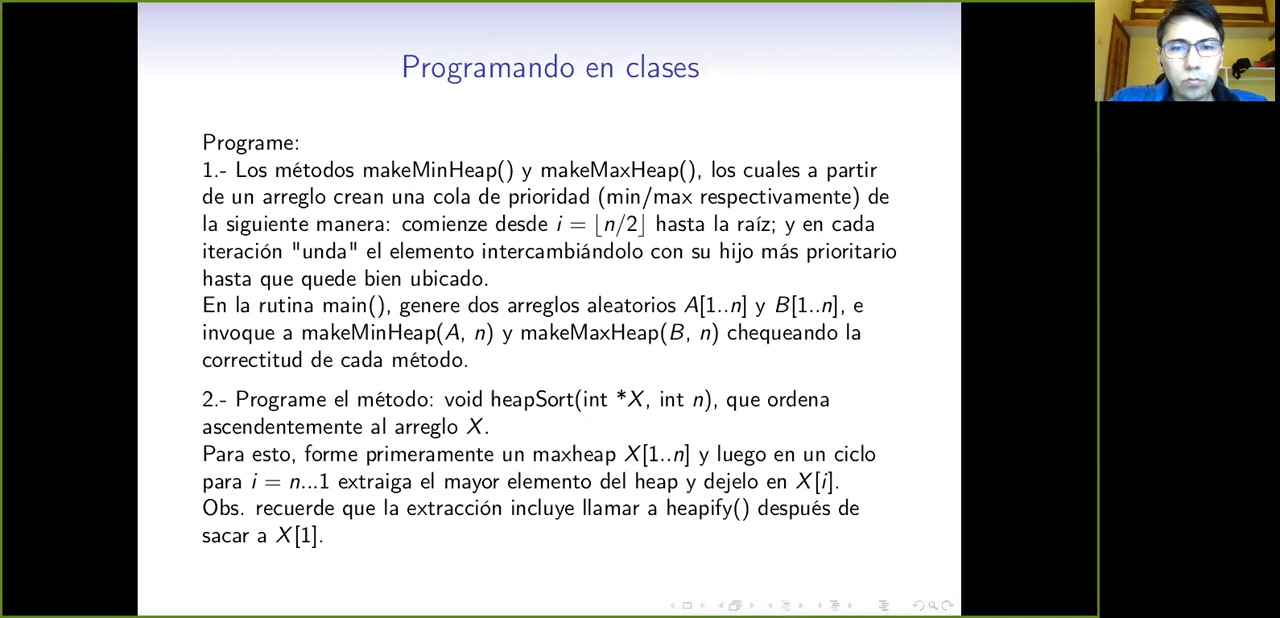 Programando en clases
Programe:
1.- Los métodos makeMinHeap() y makeMaxHeap(), los cuales a partir
de un arreglo crean una cola de prioridad (min/max respectivamente) de
la siguiente manera: comienze desde i = ⌊n/2⌋ hasta la raíz; y en cada
iteración "unda" el elemento intercambiándolo con su hijo más prioritario
hasta que quede bien ubicado.
En la rutina main(), genere dos arreglos aleatorios A[1..n] y B[1..n], e
invoque a makeMinHeap(A, n) y makeMaxHeap(B, n) chequeando la
correctitud de cada método.
2.- Programe el método: void heapSort(int *X, int n), que ordena
ascendentemente al arreglo X.
Para esto, forme primeramente un maxheap X[1..n] y luego en un ciclo
para i = n...1 extraiga el mayor elemento del heap y dejelo en X[i].
Obs. recuerde que la extracción incluye llamar a heapify() después de
sacar a X[1].